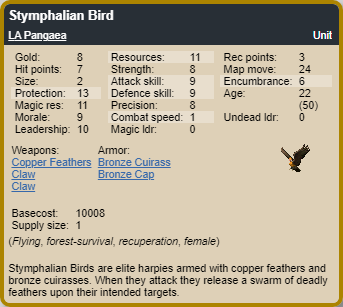 Stymphalian Bird
LA Pangaea Unit
Gold: 8 Resources: 11 Rec points: 3
Hit points: 7 Strength: 8 Map move: 24
Size: 2 Attack skill: 9 Encumbrance: 6
Protection: 13 Defence skill: 9 Age: 22
Magic res: 11 Precision: 8 (50)
Morale: 9 Combat speed: 1 Undead ldr: 0
Leadership: 10 Magic ldr: 0
Weapons: Armor:
Copper Feathers Bronze Cuirass
Claw Bronze Cap
Claw
Basecost: 10008
Supply size: 1
(Flying, forest-survival, recuperation, female)
Stymphalian Birds are elite harpies armed with copper feathers and
bronze cuirasses. When they attack they release a swarm of deadly
feathers upon their intended targets.